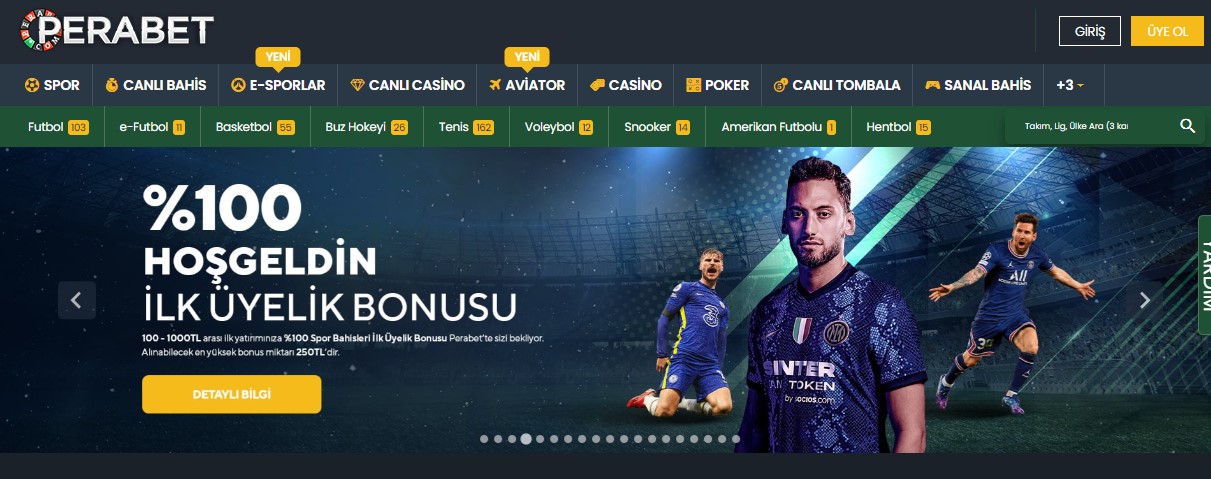 PERABET
GİRİŞ
ÜYE OL
YENİ
YENİ
SPOR
CANLI BAHİS
E-SPORLAR
CANLI CASİNO
AVİATOR
CASİNO
POKER
CANLI TOMBALA
SANAL BAHİS
+3
Futbol 103
e-Futbol 11
Basketbol 55
Buz Hokeyi 26
Tenis 162
Voleybol 12
Snooker 14
Amerikan Futbolu 1
Hentbol 15
Takım, Lig, Ülke Ara (3 kar
%100
HOŞGELDİN
İLK ÜYELİK BONUSU
100 - 1000TL arası ilk yatırımınıza %100 Spor Bahisleri İlk Üyelik Bonusu Perabet'te sizi bekliyor.
Alınabilecek en yüksek bonus miktarı 250TL'dir.
DETAYLI BİLGİ
YARDIM
3
ALL
30
INTER
TOKEN
by socios.com